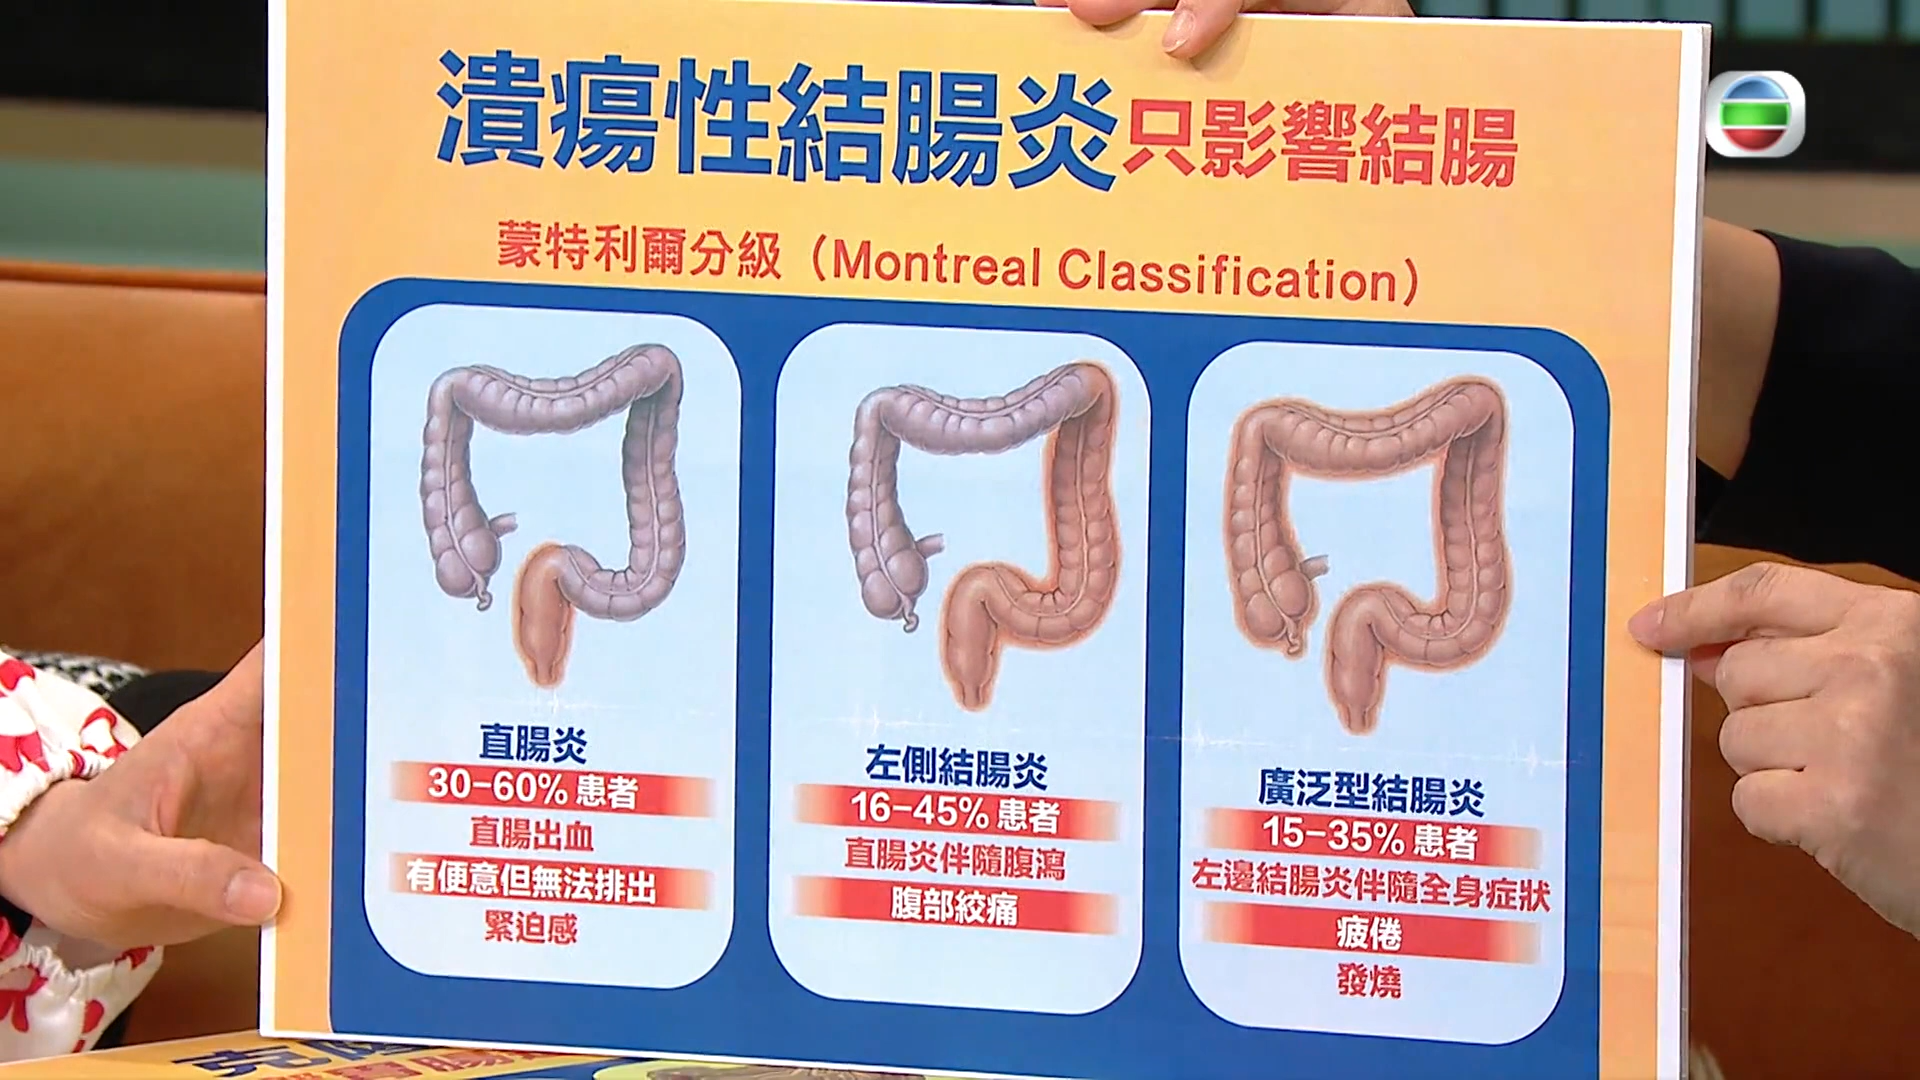 潰瘍性結腸炎只影響結腸
蒙特利爾分級（Montreal Classification）
直腸炎
30-60% 患者
直腸出血
有便意但無法排出
緊迫感
左側結腸炎
16-45% 患者
直腸炎伴隨腹瀉
腹部絞痛
廣泛型結腸炎
15-35% 患者
左邊結腸炎伴隨全身症狀
疲倦
發燒